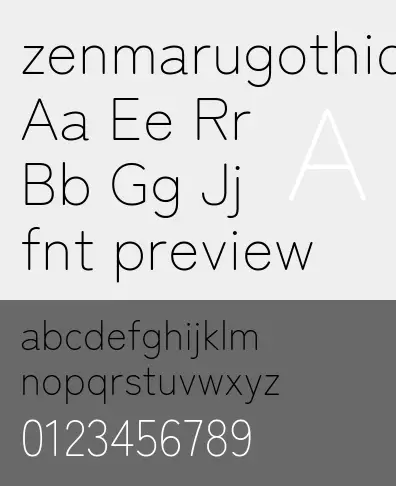 zenmarugothic
Aa Ee Rr
A
Bb Gg Jj
fnt preview
abcdefghijklm
nopqrstuvwxyz
0123456789